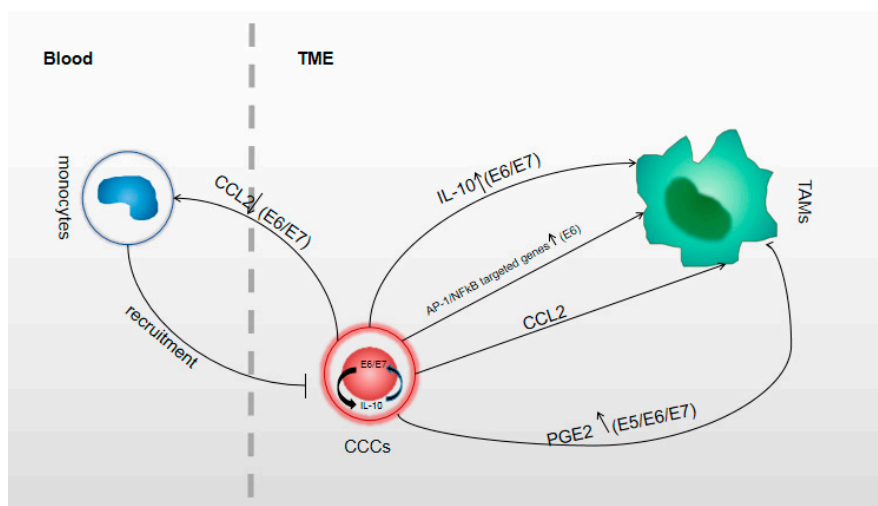 Blood
TME
monocytes
CCL2↓(E6/E7)
recruitment
IL-10↑(E6/E7)
AP-1/NFkB targeted genes↑(E6)
CCL2
PGE2↑(E5/E6/E7)
TAMs
E6/E7
IL-10
CCCs